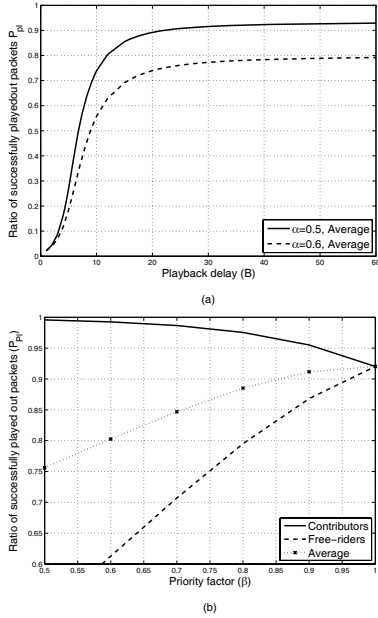 Ratio of successfully playedout packets P_pl
1
0.9
0.8
0.7
0.6
0.5
0.4
0.3
0.2
0.1
0
0 10 20 30 40 50 60
α=0.5, Average
α=0.6, Average
Playback delay (B)
(a)
Ratio of successfully played out packets (P_Pl)
1
0.95
0.9
0.85
0.8
0.75
0.7
0.65
0.6
0.5 0.55 0.6 0.65 0.7 0.75 0.8 0.85 0.9 0.95 1
Contributors
Free-riders
Average
Priority factor (β)
(b)